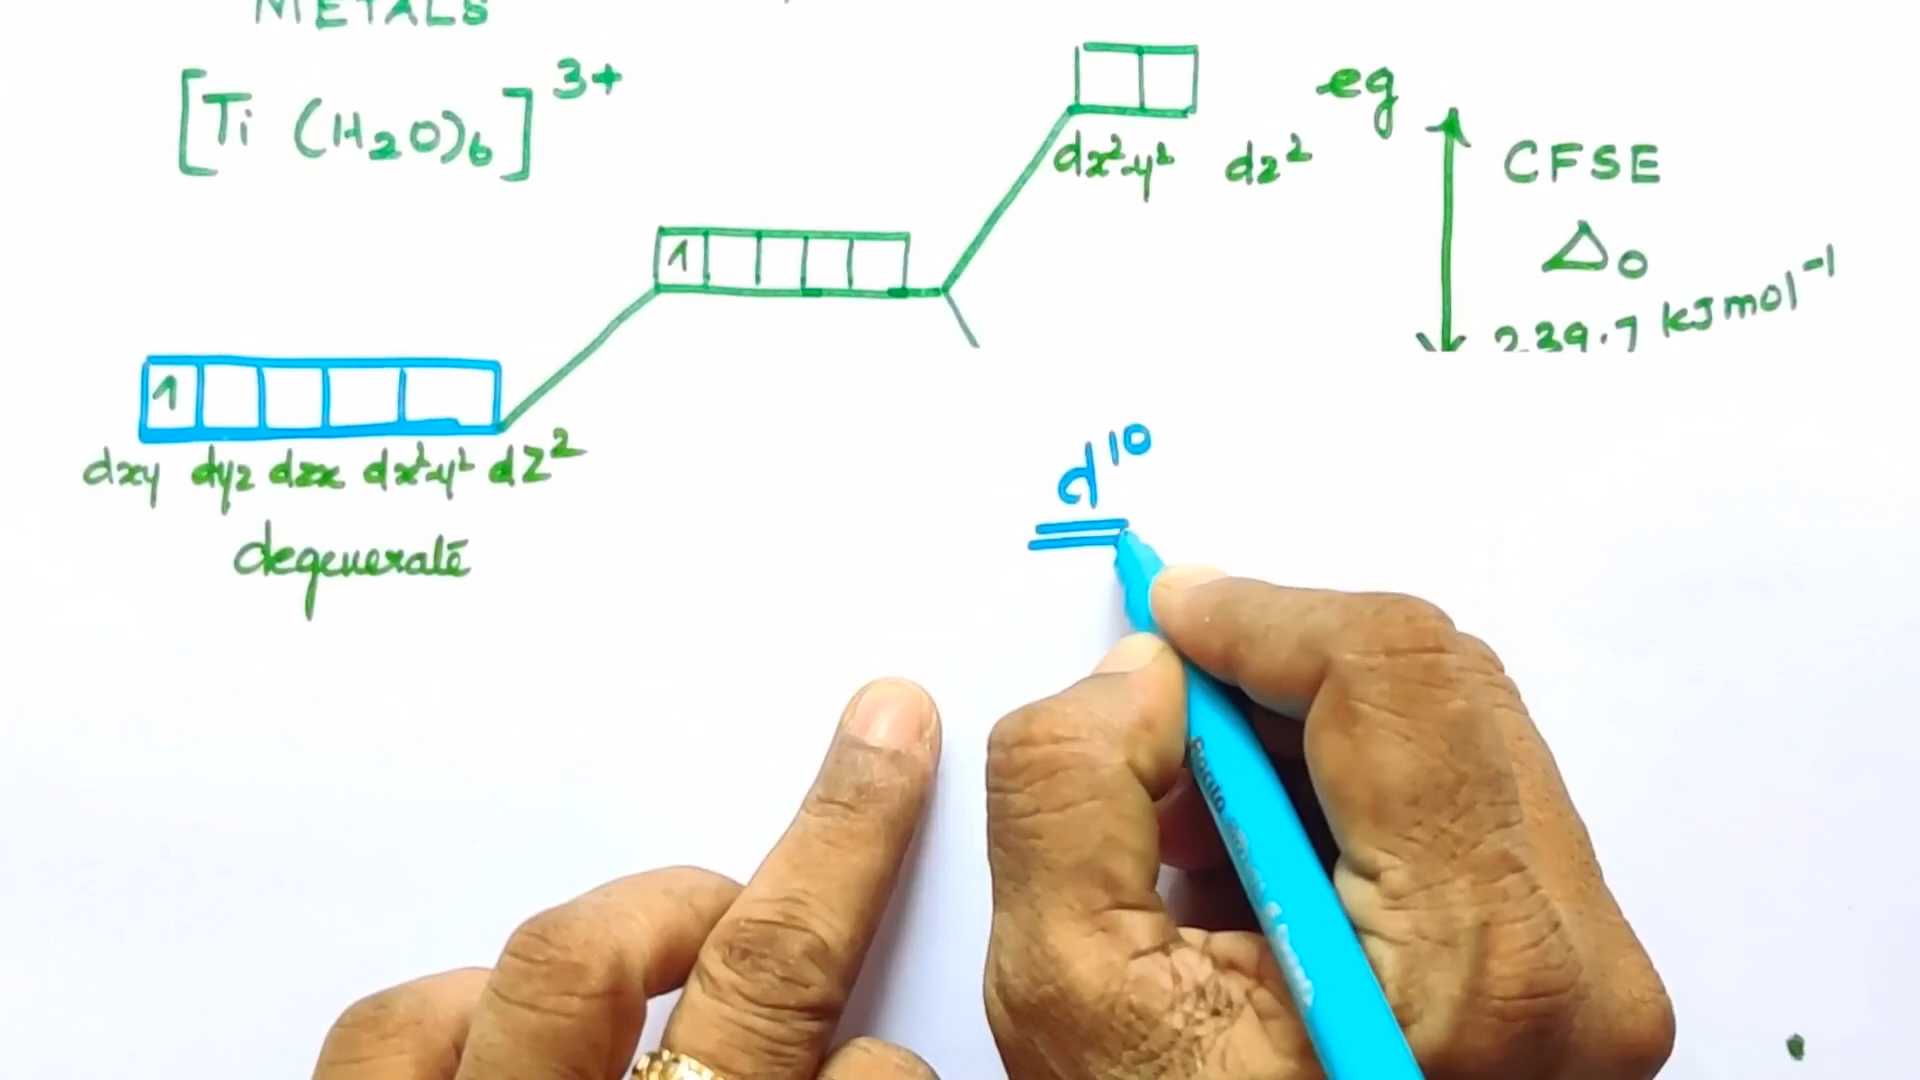 METALS
[Ti (H₂O)₆]³⁺
eg
dx²-y² dz²
CFSE
Δo
239.7 kJ mol⁻¹
1
1
dxy dyz dzx dx²-y² dz²
degenerate
d¹⁰